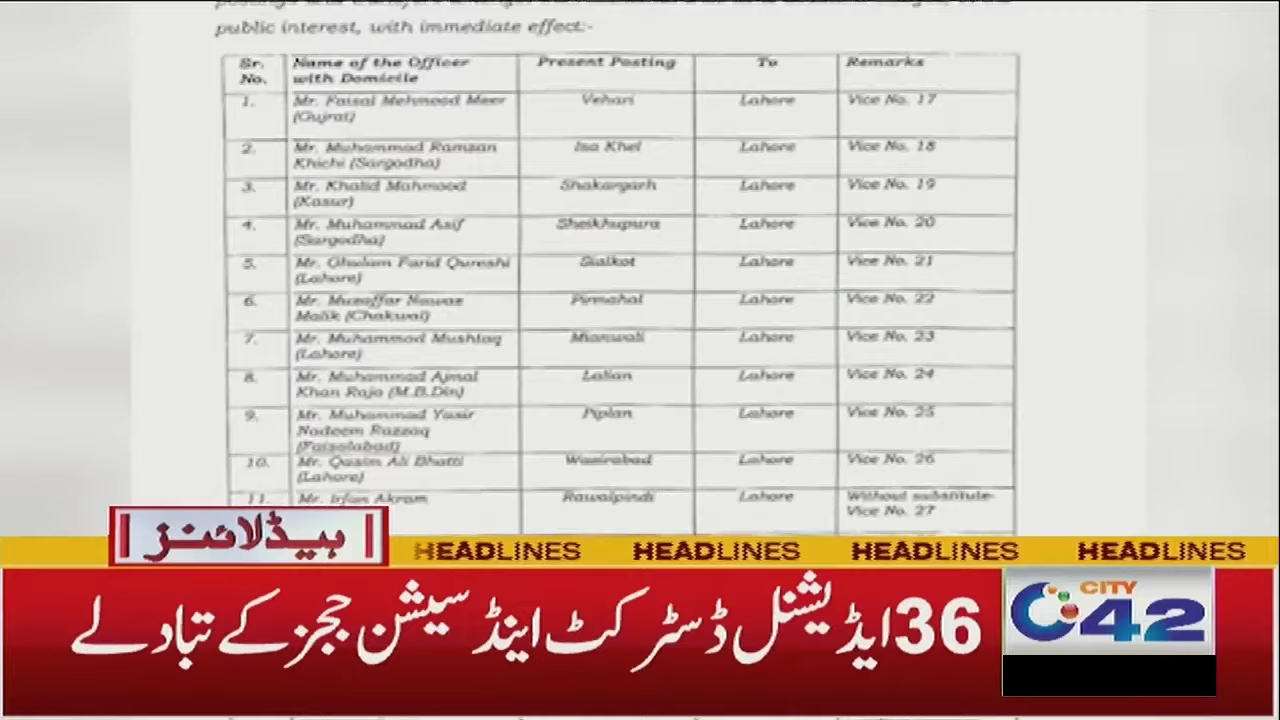 public interest, with immediate effect:-
Sr. No. Name of the Officer with Domicile Present Posting To Remarks
1. Mr. Faisal Mehmood Meer (Gujrat) Vehari Lahore Vice No. 17
2. Mr. Muhammad Ramzan Khichi (Sargodha) Isa Khel Lahore Vice No. 18
3. Mr. Khalid Mahmood (Kasur) Shakargarh Lahore Vice No. 19
4. Mr. Muhammad Asif (Sargodha) Sheikhupura Lahore Vice No. 20
5. Mr. Ghulam Farid Qureshi (Lahore) Sialkot Lahore Vice No. 21
6. Mr. Muzaffar Nawaz Malik (Chakwal) Pirmahal Lahore Vice No. 22
7. Mr. Muhammad Mushtaq (Lahore) Mianwali Lahore Vice No. 23
8. Mr. Muhammad Ajmal Khan Raja (M.B.Din) Lalian Lahore Vice No. 24
9. Mr. Muhammad Yasir Nadeem Razzaq (Faisalabad) Piplan Lahore Vice No. 25
10. Mr. Qasim Ali Bhatti (Lahore) Wazirabad Lahore Vice No. 26
11. Mr. Irfan Akram Rawalpindi Lahore Without substitute- Vice No. 27
ہیڈلائنز
HEADLINES HEADLINES HEADLINES HEADLINES
36 ایڈیشنل ڈسٹرکٹ اینڈ سیشن ججز کے تبادلے
CITY 42